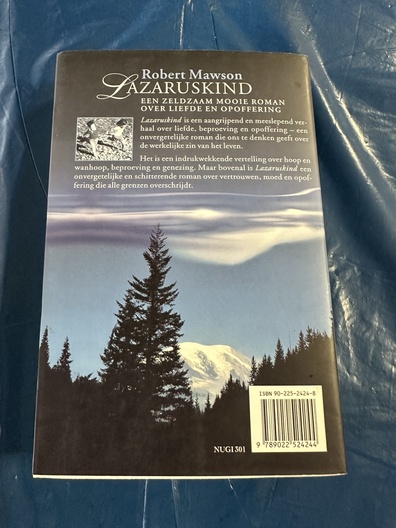 Robert Mawson
LAZARUSKIND
EEN ZELDZAAM MOOIE ROMAN
OVER LIEFDE EN OPOFFERING
Lazaruskind is een aangrijpend en meeslepend ver-
haal over liefde, beproeving en opoffering – een
onvergetelijke roman die ons te denken geeft over
de werkelijke zin van het leven.
Het is een indrukwekkende vertelling over hoop en
wanhoop, beproeving en genezing. Maar bovenal is Lazaruskind een
onvergetelijke en schitterende roman over vertrouwen, moed en opof-
fering die alle grenzen overschrijdt.
ISBN 90-225-2424-8
9 789022 524244
NUGI 301